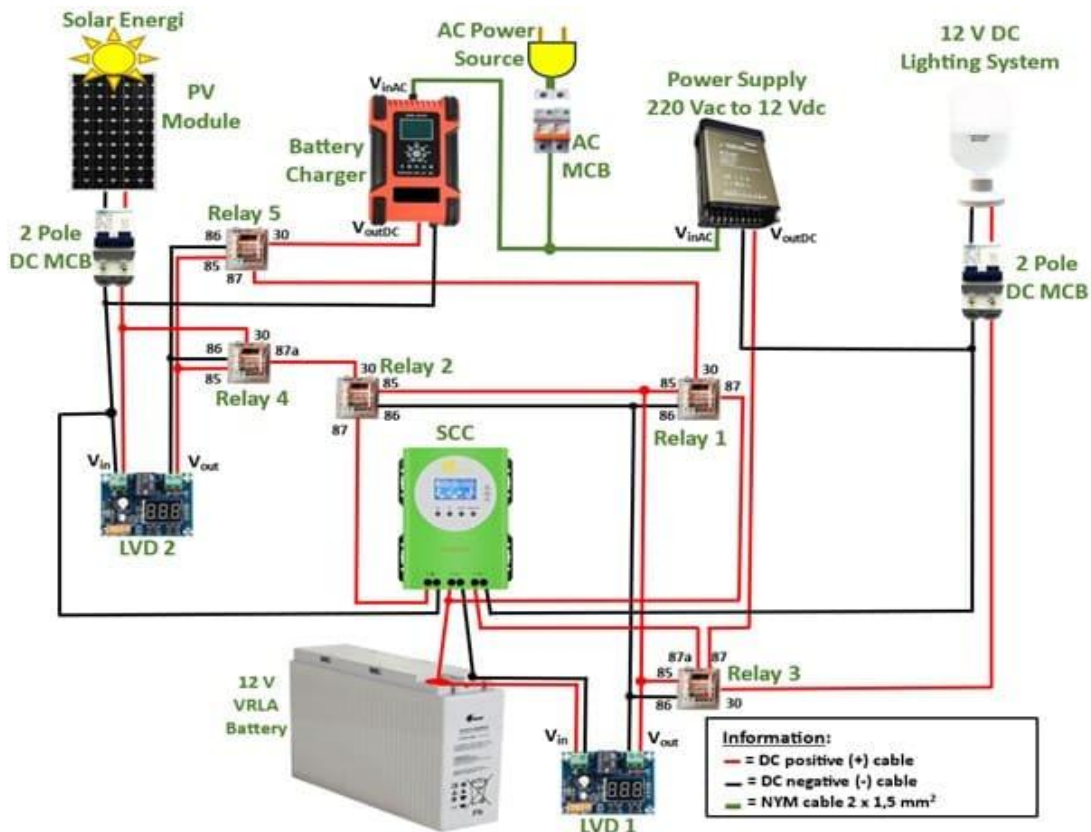 Solar Energi
PV
Module
2 Pole
DC MCB
V_inAC
Battery
Charger
V_outDC
AC Power
Source
AC
MCB
Power Supply
220 Vac to 12 Vdc
V_inAC
V_outDC
12 V DC
Lighting System
2 Pole
DC MCB
Relay 5
86
30
85
87
30
86
87a
85
Relay 4
30
Relay 2
85
86
87
30
85
87
86
Relay 1
SCC
V_in
V_out
LVD 2
87a
87
85
Relay 3
86
30
12 V
VRLA
Battery
V_in
V_out
LVD 1
Information:
= DC positive (+) cable
= DC negative (-) cable
= NYM cable 2 x 1,5 mm²